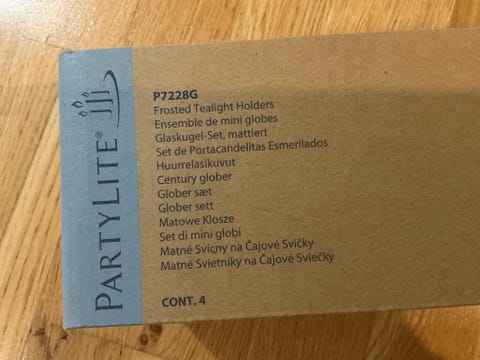 PARTYLITE®
P7228G
Frosted Tealight Holders
Ensemble de mini globes
Glaskugel-Set, mattiert
Set de Portacandelitas Esmerilados
Huurrelasikuvut
Century glober
Glober sæt
Glober sett
Matowe Klosze
Set di mini globi
Matné Svícny na Čajové Svíčky
Matné Svietniky na Čajové Sviečky
CONT. 4